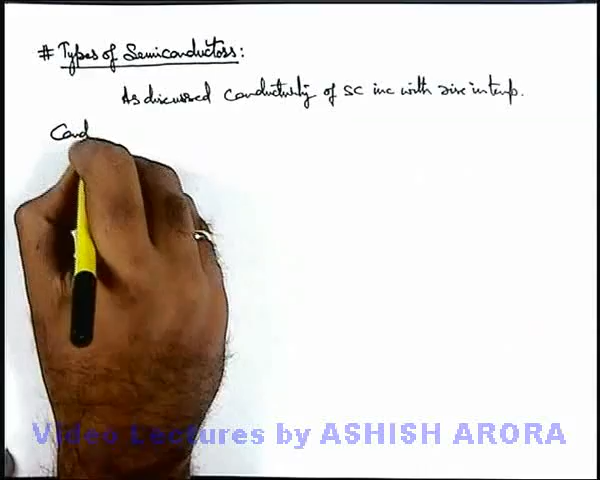 # Types of Semiconductors:
As discussed conductivity of SC inc with rise in temp.
Cond
Video Lectures by ASHISH ARORA